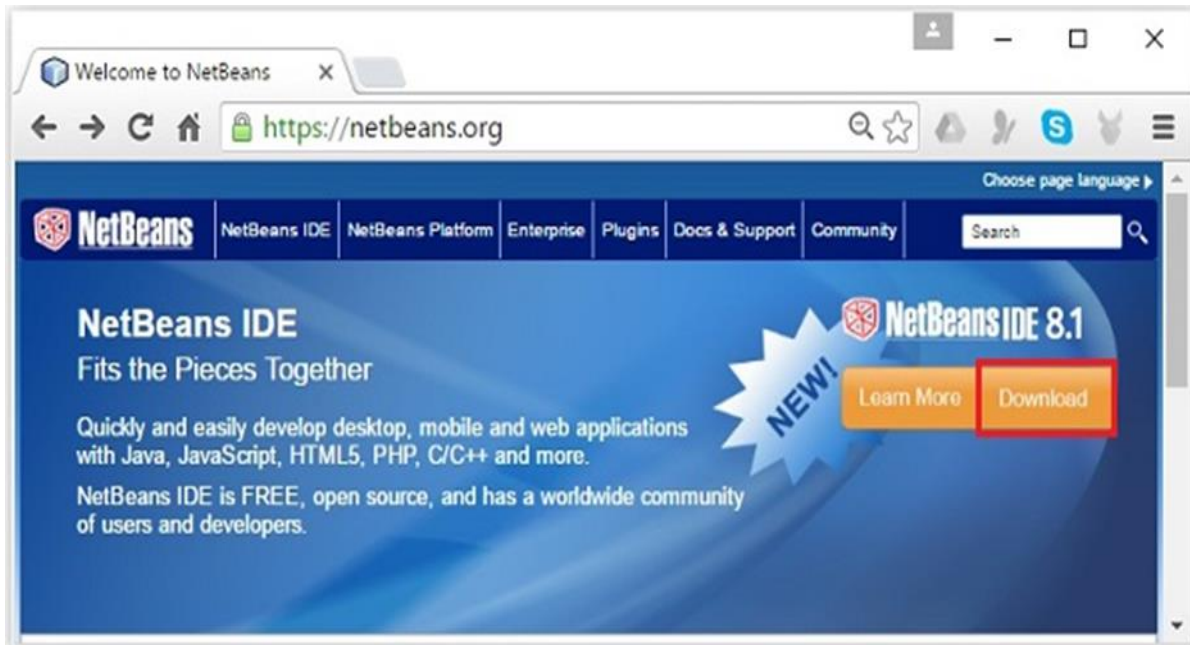 Welcome to NetBeans
https://netbeans.org
Choose page language
NetBeans
NetBeans IDE
NetBeans Platform
Enterprise
Plugins
Docs & Support
Community
Search
NetBeans IDE
Fits the Pieces Together
Quickly and easily develop desktop, mobile and web applications
with Java, JavaScript, HTML5, PHP, C/C++ and more.
NetBeans IDE is FREE, open source, and has a worldwide community
of users and developers.
NEW!
NetBeans IDE 8.1
Learn More
Download